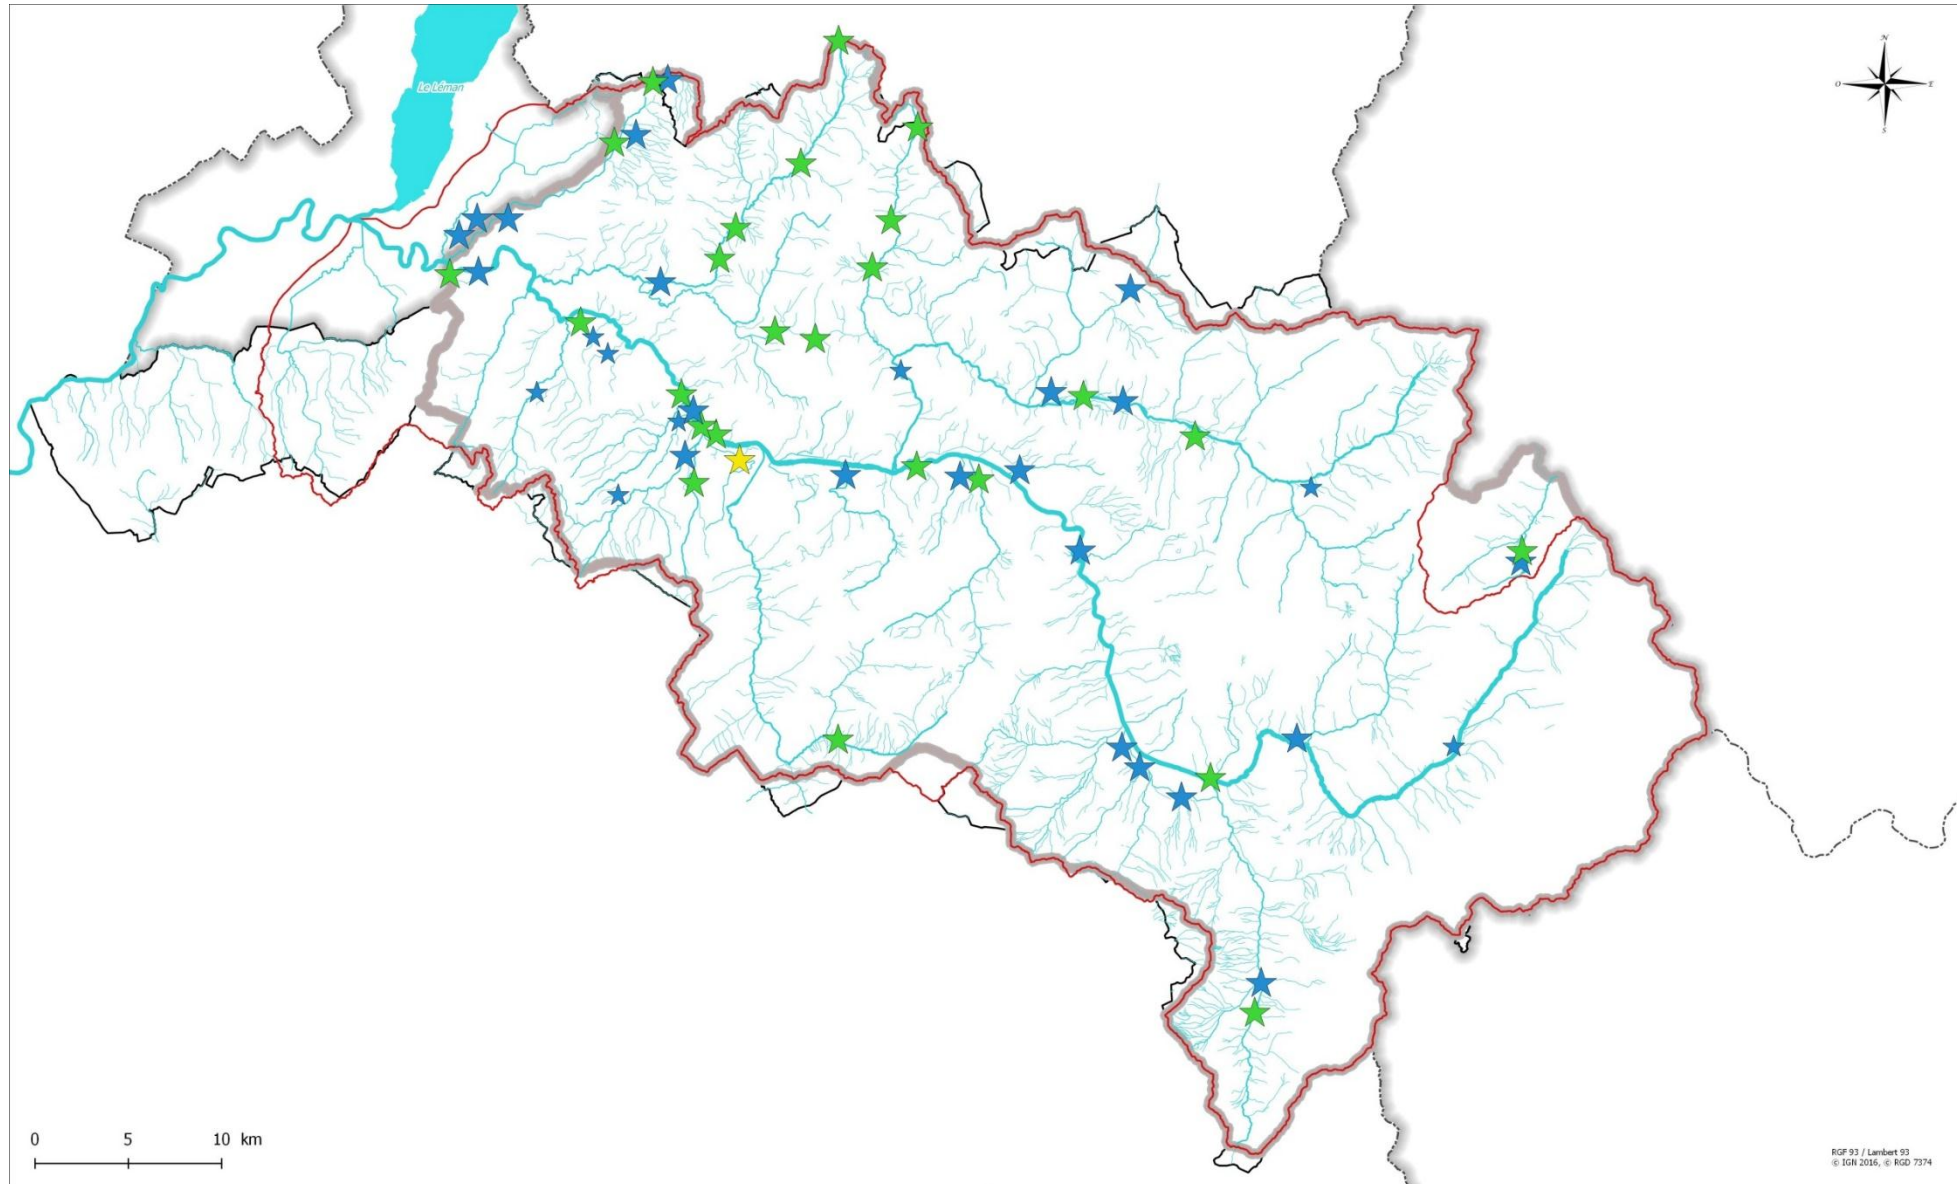 Le Léman
N
O
E
S
0 5 10 km
RGF 93 / Lambert 93
© IGN 2016, © RGD 7374